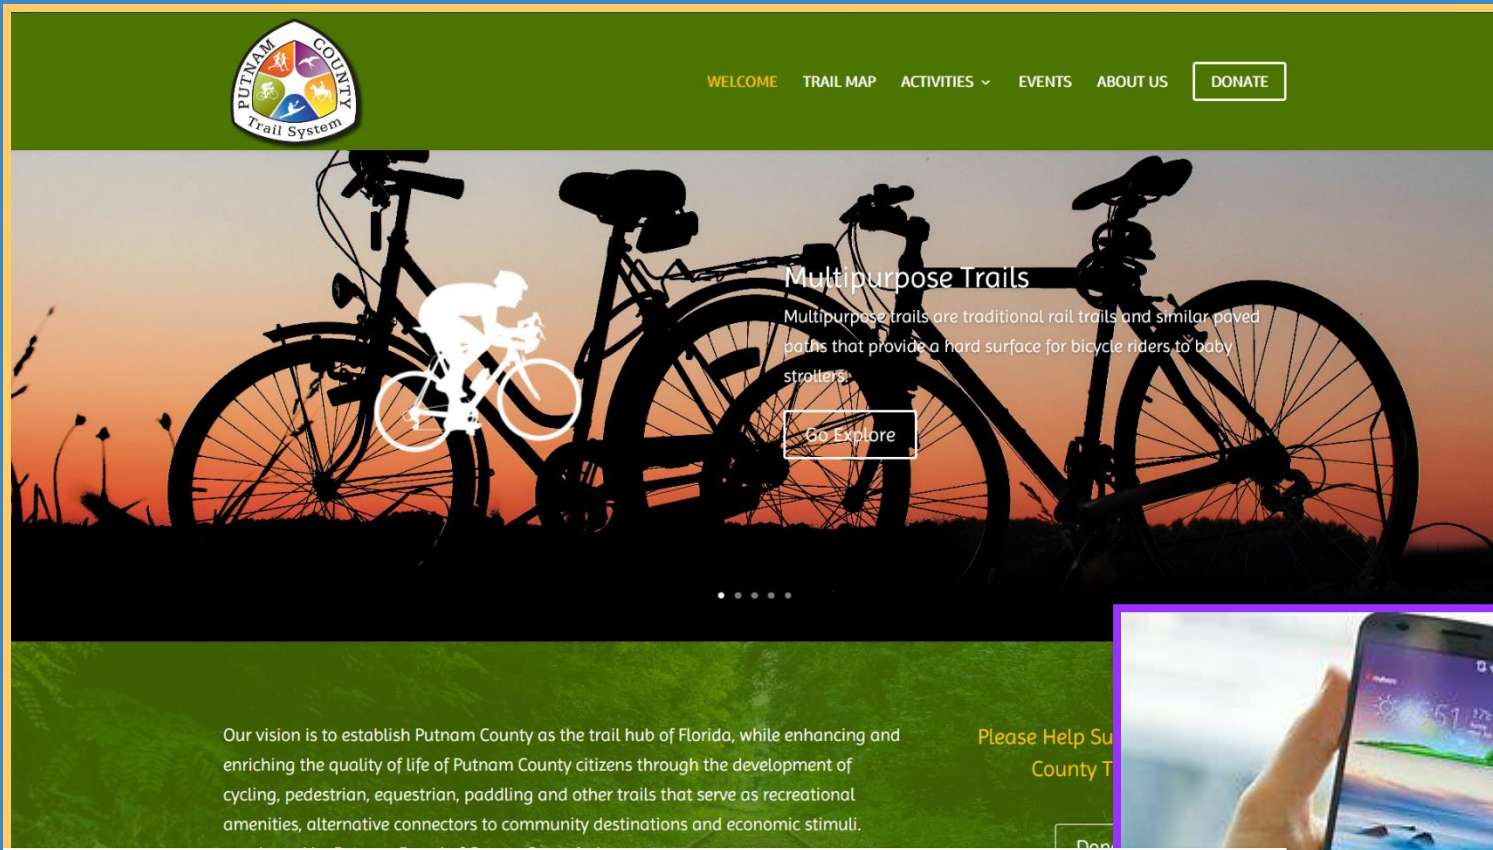 PUTNAM COUNTY
Trail System
WELCOME TRAIL MAP ACTIVITIES EVENTS ABOUT US DONATE
Multipurpose Trails
Multipurpose trails are traditional rail trails and similar paved
paths that provide a hard surface for bicycle riders to baby
strollers.
Go Explore
Our vision is to establish Putnam County as the trail hub of Florida, while enhancing and
enriching the quality of life of Putnam County citizens through the development of
cycling, pedestrian, equestrian, paddling and other trails that serve as recreational
amenities, alternative connectors to community destinations and economic stimuli.
Please Help Su
County T
Don